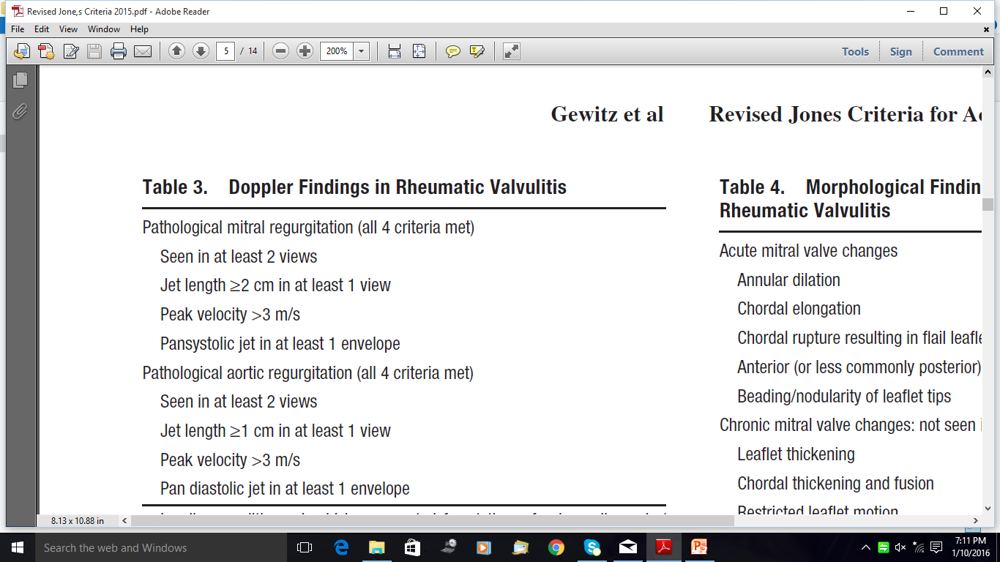 Revised Jone,s Criteria 2015.pdf - Adobe Reader
File Edit View Window Help
5 / 14 200% Tools Sign Comment
Gewitz et al Revised Jones Criteria for
Table 3. Doppler Findings in Rheumatic Valvulitis
Pathological mitral regurgitation (all 4 criteria met)
Seen in at least 2 views
Jet length ≥2 cm in at least 1 view
Peak velocity >3 m/s
Pansystolic jet in at least 1 envelope
Pathological aortic regurgitation (all 4 criteria met)
Seen in at least 2 views
Jet length ≥1 cm in at least 1 view
Peak velocity >3 m/s
Pan diastolic jet in at least 1 envelope
Table 4. Morphological
Rheumatic Valvulitis
Acute mitral valve changes
Annular dilation
Chordal elongation
Chordal rupture resulting in flail
Anterior (or less commonly posterior)
Beading/nodularity of leaflet tips
Chronic mitral valve changes: not seen
Leaflet thickening
Chordal thickening and fusion
Restricted leaflet motion
8.13 x 10.88 in
Search the web and Windows
7:11 PM
1/10/2016